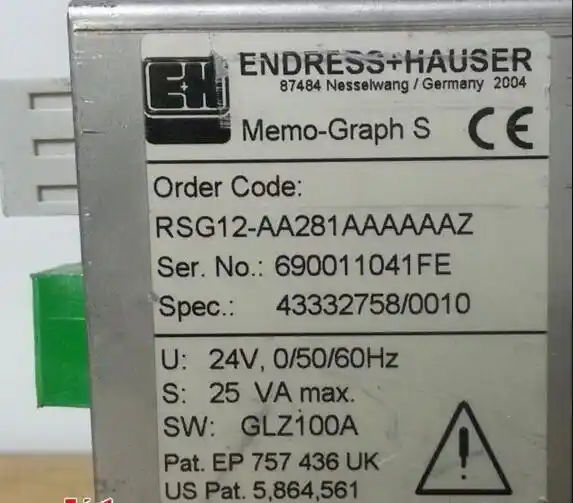 E+H ENDRESS+HAUSER
87484 Nesselwang / Germany 2004
Memo-Graph S CE
Order Code:
RSG12-AA281AAAAAAZ
Ser. No.: 690011041FE
Spec.: 43332758/0010
U: 24V, 0/50/60Hz
S: 25 VA max.
SW: GLZ100A
Pat. EP 757 436 UK
US Pat. 5,864,561